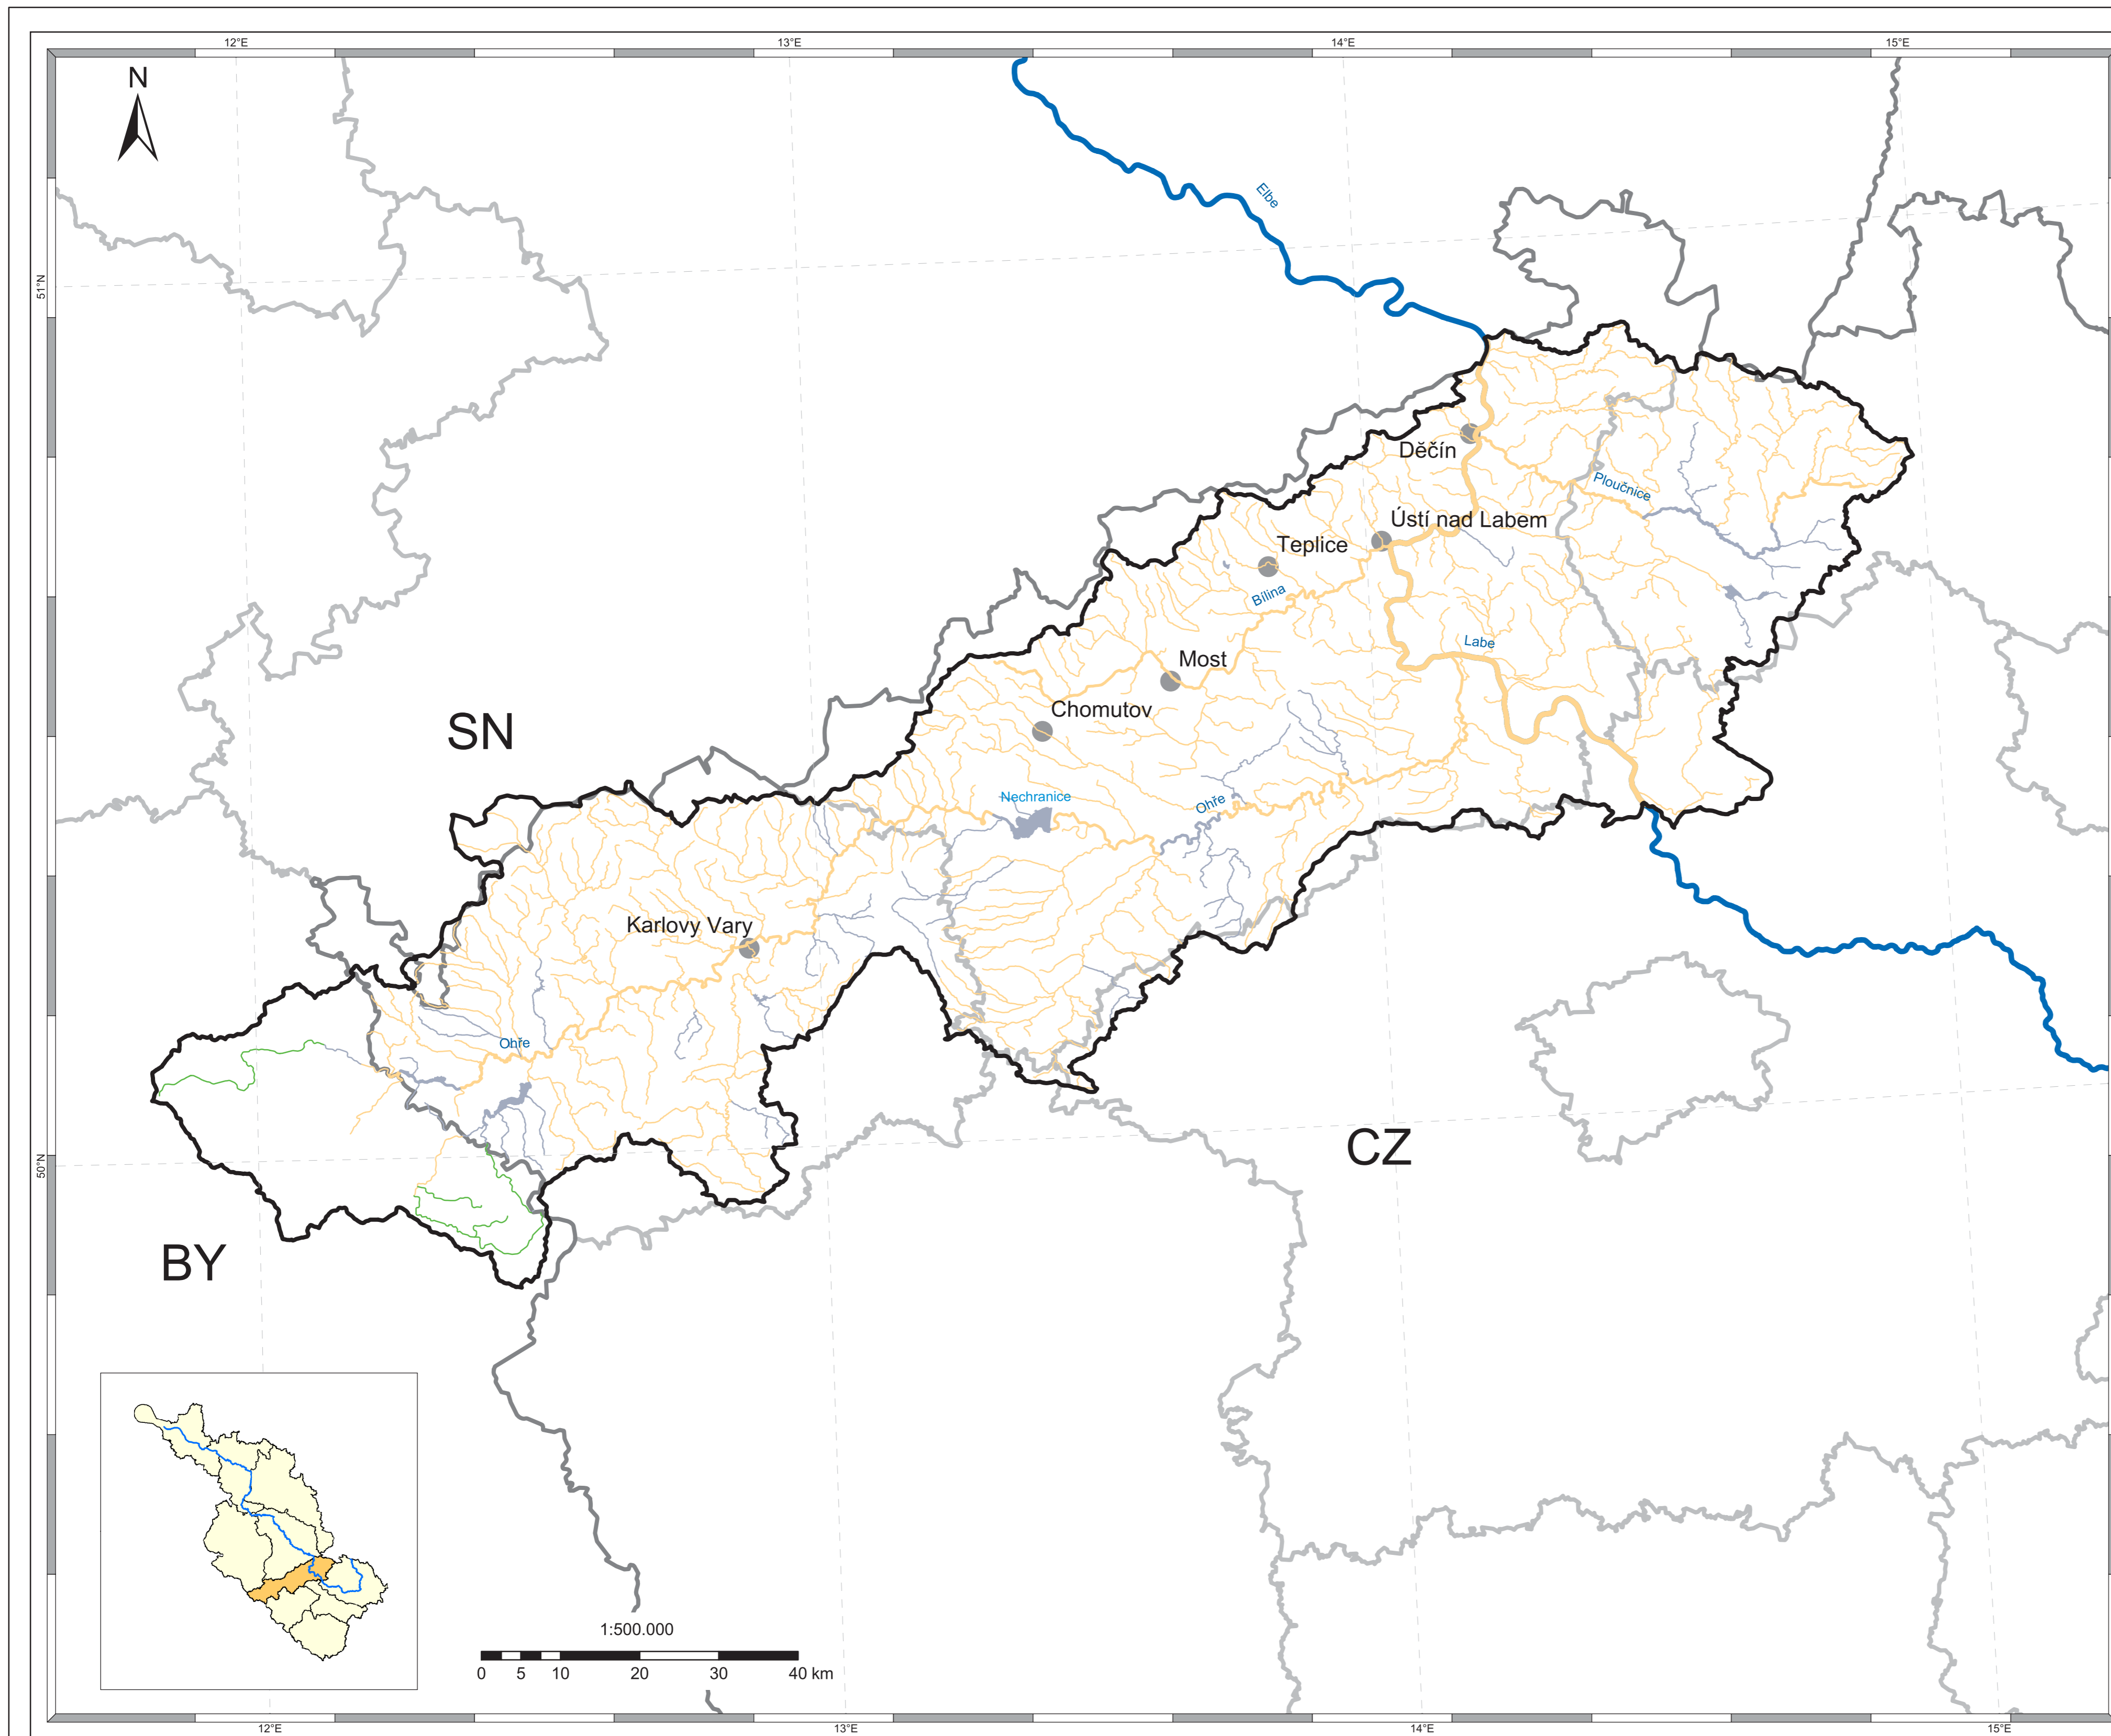 12°E
13°E
14°E
15°E
N
Elbe
51°N
Děčín
Ploučnice
Ústí nad Labem
Teplice
Bílina
Labe
Most
Chomutov
SN
Nechranice
Ohře
Karlovy Vary
Ohře
CZ
50°N
BY
1:500.000
0 5 10 20 30 40 km
12°E
13°E
14°E
15°E